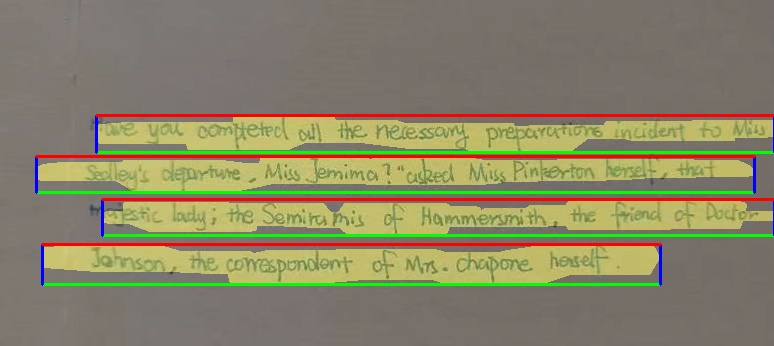 Have you completed all the necessary preparations incident to Miss
Sedley's departure, Miss Jemima?" asked Miss Pinkerton herself, that
majestic lady; the Semiramis of Hammersmith, the friend of Doctor
Johnson, the correspondent of Mrs. chapone herself.